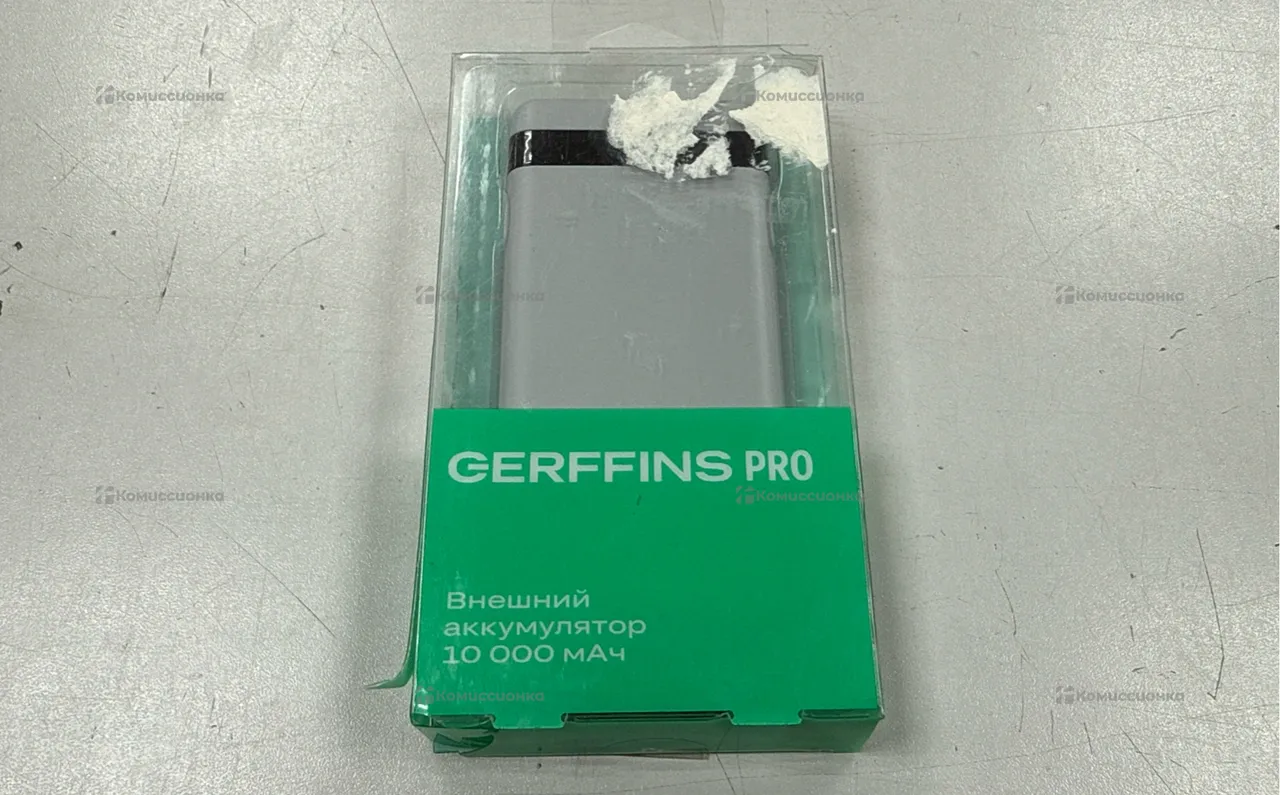 Комиссионка
Комиссионка
Комиссионка
Комиссионка
GERFFINS PRO
Комиссионка
Комиссионка
Внешний
аккумулятор
10 000 мАч
Комиссионка
Комиссионка